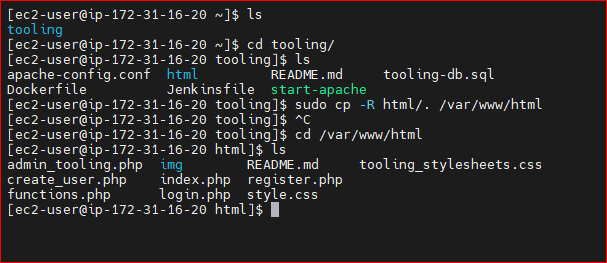 [ec2-user@ip-172-31-16-20 ~]$ ls
tooling
[ec2-user@ip-172-31-16-20 ~]$ cd tooling/
[ec2-user@ip-172-31-16-20 tooling]$ ls
apache-config.conf  html         README.md     tooling-db.sql
Dockerfile          Jenkinsfile  start-apache
[ec2-user@ip-172-31-16-20 tooling]$ sudo cp -R html/. /var/www/html
[ec2-user@ip-172-31-16-20 tooling]$ ^C
[ec2-user@ip-172-31-16-20 tooling]$ cd /var/www/html
[ec2-user@ip-172-31-16-20 html]$ ls
admin_tooling.php  img        README.md     tooling_stylesheets.css
create_user.php    index.php  register.php
functions.php      login.php  style.css
[ec2-user@ip-172-31-16-20 html]$